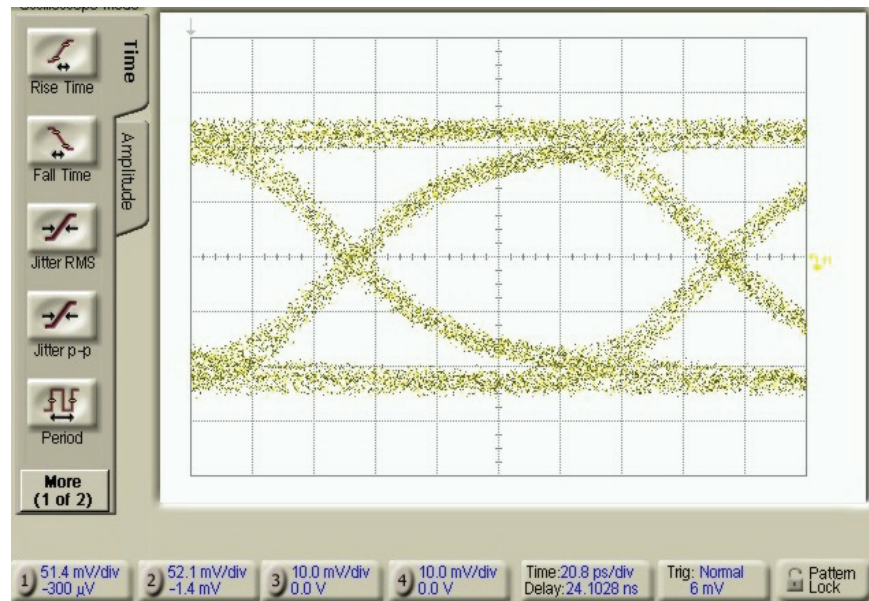 Oscilloscope Mode
Time
Rise Time
Amplitude
Fall Time
Jitter RMS
Jitter p-p
Period
More
(1 of 2)
1 51.4 mV/div
-300 µV
2 52.1 mV/div
-1.4 mV
3 10.0 mV/div
0.0 V
4 10.0 mV/div
0.0 V
Time:20.8 ps/div
Delay:24.1028 ns
Trig: Normal
6 mV
Pattern
Lock